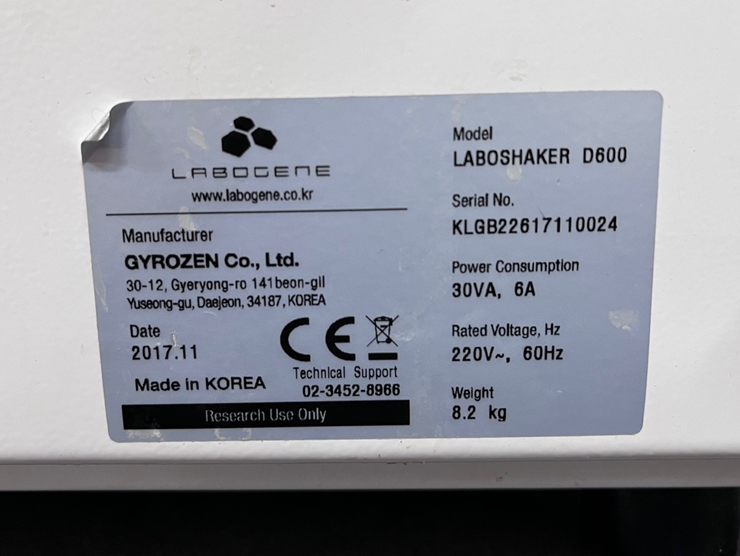 LABOGENE
www.labogene.co.kr
Manufacturer
GYROZEN Co., Ltd.
30-12, Gyeryong-ro 141beon-gil
Yuseong-gu, Daejeon, 34187, KOREA
Date
2017.11
CE
Made in KOREA
Technical Support
02-3452-8966
Research Use Only
Model
LABOSHAKER D600
Serial No.
KLGB22617110024
Power Consumption
30VA, 6A
Rated Voltage, Hz
220V~, 60Hz
Weight
8.2 kg